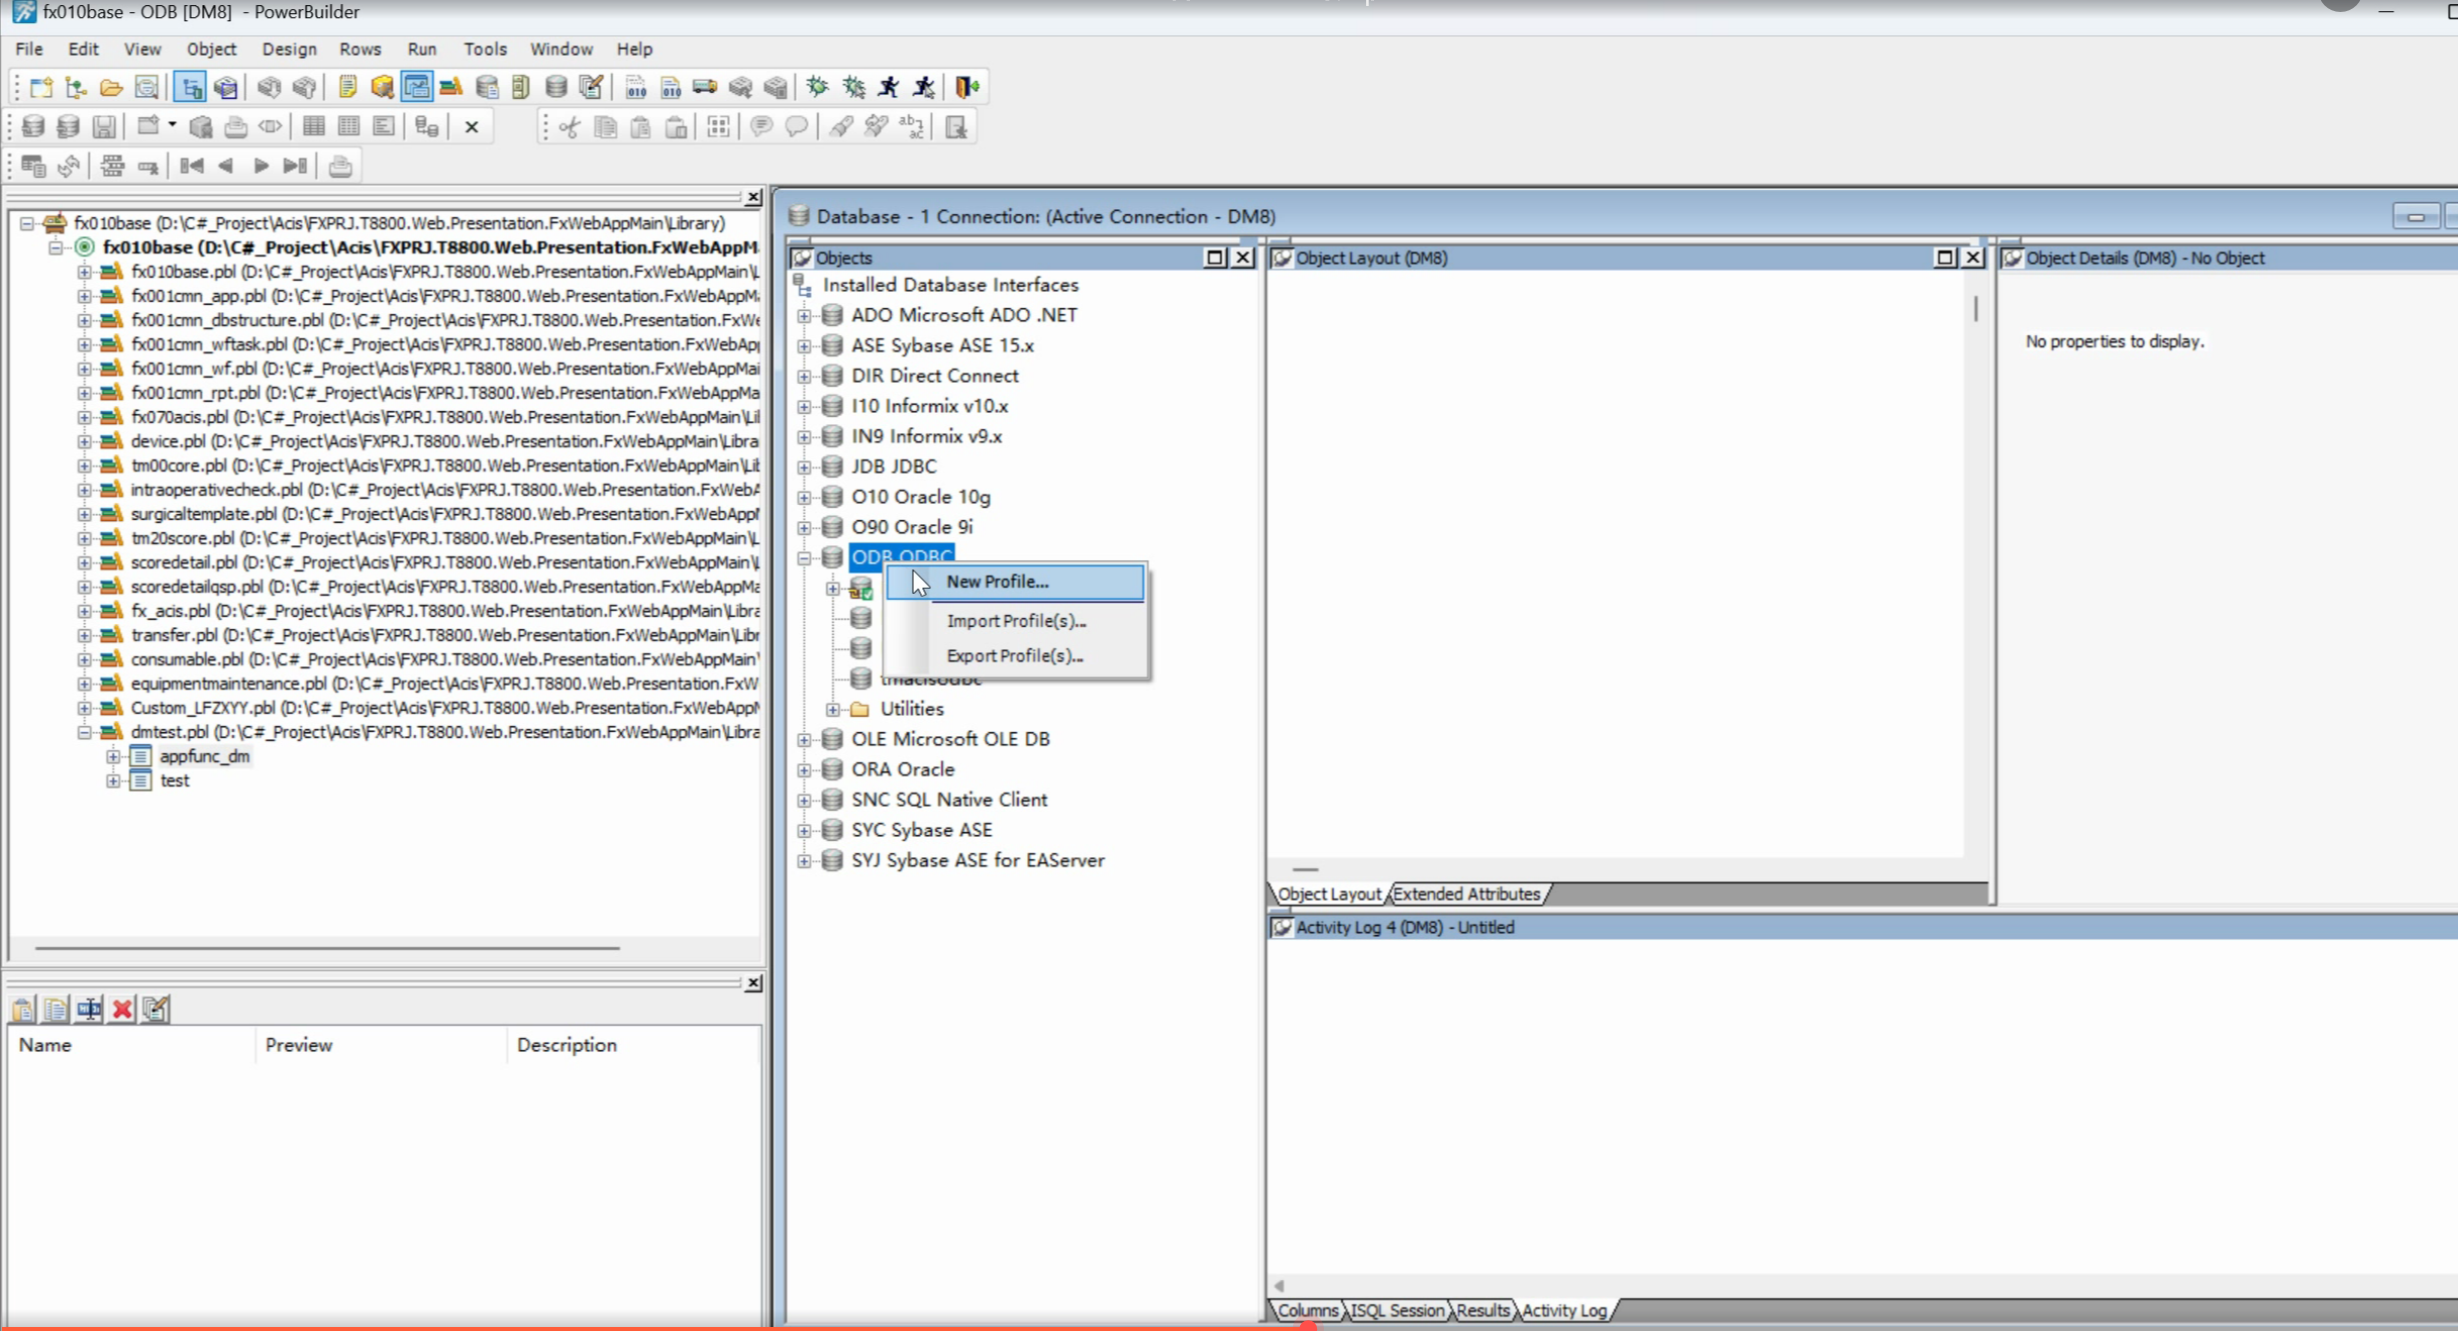 fx010base - ODB [DM8] - PowerBuilder
File Edit View Object Design Rows Run Tools Window Help
fx010base (D:\C#_Project\Acis\FXPRJ.T8800.Web.Presentation.FxWebAppMain\Library)
fx010base (D:\C#_Project\Acis\FXPRJ.T8800.Web.Presentation.FxWebAppM
fx010base.pbl (D:\C#_Project\Acis\FXPRJ.T8800.Web.Presentation.FxWebAppMain\L
fx001cmn_app.pbl (D:\C#_Project\Acis\FXPRJ.T8800.Web.Presentation.FxWebAppMa
fx001cmn_dbstructure.pbl (D:\C#_Project\Acis\FXPRJ.T8800.Web.Presentation.FxWe
fx001cmn_wftask.pbl (D:\C#_Project\Acis\FXPRJ.T8800.Web.Presentation.FxWebApp
fx001cmn_wf.pbl (D:\C#_Project\Acis\FXPRJ.T8800.Web.Presentation.FxWebAppMai
fx001cmn_rpt.pbl (D:\C#_Project\Acis\FXPRJ.T8800.Web.Presentation.FxWebAppMa
fx070acis.pbl (D:\C#_Project\Acis\FXPRJ.T8800.Web.Presentation.FxWebAppMain\Li
device.pbl (D:\C#_Project\Acis\FXPRJ.T8800.Web.Presentation.FxWebAppMain\Libra
tm00core.pbl (D:\C#_Project\Acis\FXPRJ.T8800.Web.Presentation.FxWebAppMain\Lib
intraoperativecheck.pbl (D:\C#_Project\Acis\FXPRJ.T8800.Web.Presentation.FxWebA
surgicaltemplate.pbl (D:\C#_Project\Acis\FXPRJ.T8800.Web.Presentation.FxWebAppl
tm20score.pbl (D:\C#_Project\Acis\FXPRJ.T8800.Web.Presentation.FxWebAppMain\L
scoredetail.pbl (D:\C#_Project\Acis\FXPRJ.T8800.Web.Presentation.FxWebAppMain\L
scoredetailqsp.pbl (D:\C#_Project\Acis\FXPRJ.T8800.Web.Presentation.FxWebAppMa
fx_acis.pbl (D:\C#_Project\Acis\FXPRJ.T8800.Web.Presentation.FxWebAppMain\Libra
transfer.pbl (D:\C#_Project\Acis\FXPRJ.T8800.Web.Presentation.FxWebAppMain\Libr
consumable.pbl (D:\C#_Project\Acis\FXPRJ.T8800.Web.Presentation.FxWebAppMain\
equipmentmaintenance.pbl (D:\C#_Project\Acis\FXPRJ.T8800.Web.Presentation.FxW
Custom_LFZXYY.pbl (D:\C#_Project\Acis\FXPRJ.T8800.Web.Presentation.FxWebAppM
dmtest.pbl (D:\C#_Project\Acis\FXPRJ.T8800.Web.Presentation.FxWebAppMain\Libra
appfunc_dm
test
Name Preview Description
Database - 1 Connection: (Active Connection - DM8)
Objects
Installed Database Interfaces
ADO Microsoft ADO .NET
ASE Sybase ASE 15.x
DIR Direct Connect
I10 Informix v10.x
IN9 Informix v9.x
JDB JDBC
O10 Oracle 10g
O90 Oracle 9i
ODB ODBC
New Profile...
Import Profile(s)...
Export Profile(s)...
tmacisodbc
Utilities
OLE Microsoft OLE DB
ORA Oracle
SNC SQL Native Client
SYC Sybase ASE
SYJ Sybase ASE for EAServer
Object Layout (DM8)
Object Layout Extended Attributes
Object Details (DM8) - No Object
No properties to display.
Activity Log 4 (DM8) - Untitled
Columns ISQL Session Results Activity Log